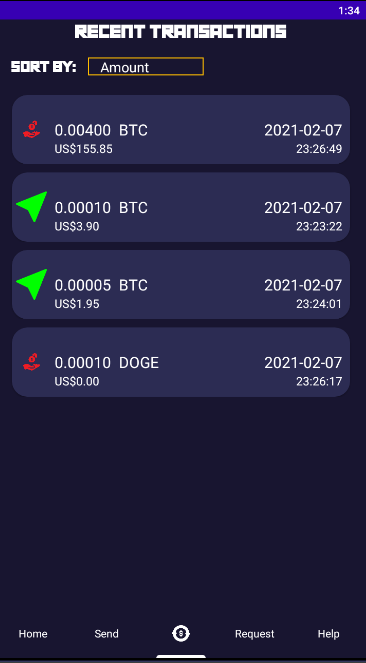 1:34
RECENT TRANSACTIONS
SORT BY: Amount
0.00400 BTC 2021-02-07
US$155.85 23:26:49
0.00010 BTC 2021-02-07
US$3.90 23:23:22
0.00005 BTC 2021-02-07
US$1.95 23:24:01
0.00010 DOGE 2021-02-07
US$0.00 23:26:17
Home Send $ Request Help